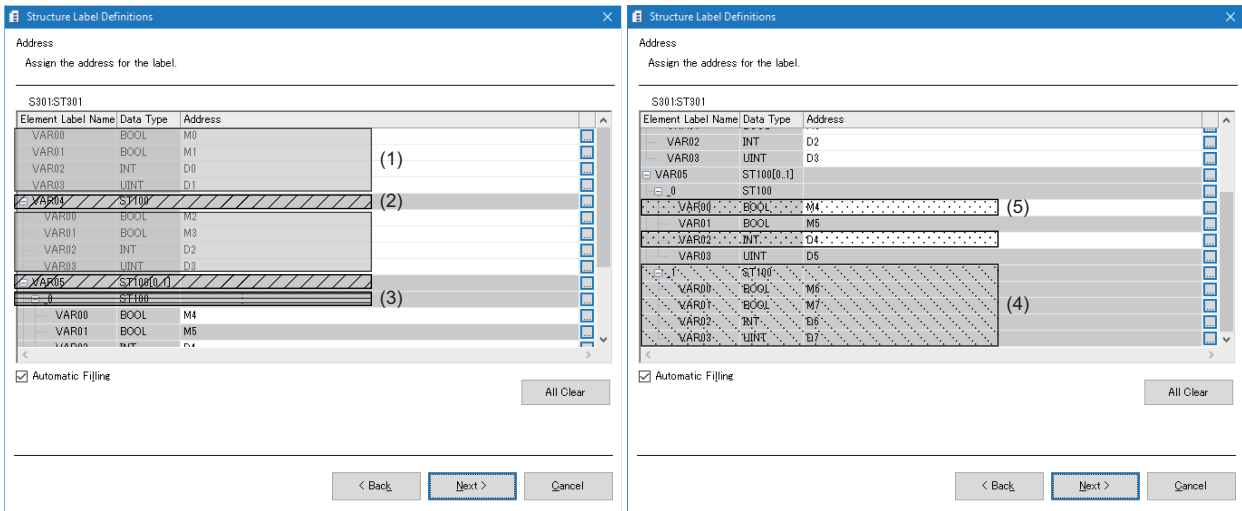 Structure Label Definitions
Address
Assign the address for the label.
S301:ST301
Element Label Name Data Type Address
VAR00 BOOL M0
VAR01 BOOL M1
VAR02 INT D0
VAR03 UINT D1
(1)
VAR04 ST100
(2)
VAR00 BOOL M2
VAR01 BOOL M3
VAR02 INT D2
VAR03 UINT D3
VAR05 ST100[0..1]
_0 ST100
(3)
VAR00 BOOL M4
VAR01 BOOL M5
VAR02 INT D4
Automatic Filling
All Clear
< Back
Next >
Cancel
Structure Label Definitions
Address
Assign the address for the label.
S301:ST301
Element Label Name Data Type Address
VAR02 INT D2
VAR03 UINT D3
VAR05 ST100[0..1]
_0 ST100
VAR00 BOOL M4
(5)
VAR01 BOOL M5
VAR02 INT D4
VAR03 UINT D5
_1 ST100
VAR00 BOOL M6
VAR01 BOOL M7
(4)
VAR02 INT D6
VAR03 UINT D7
Automatic Filling
All Clear
< Back
Next >
Cancel